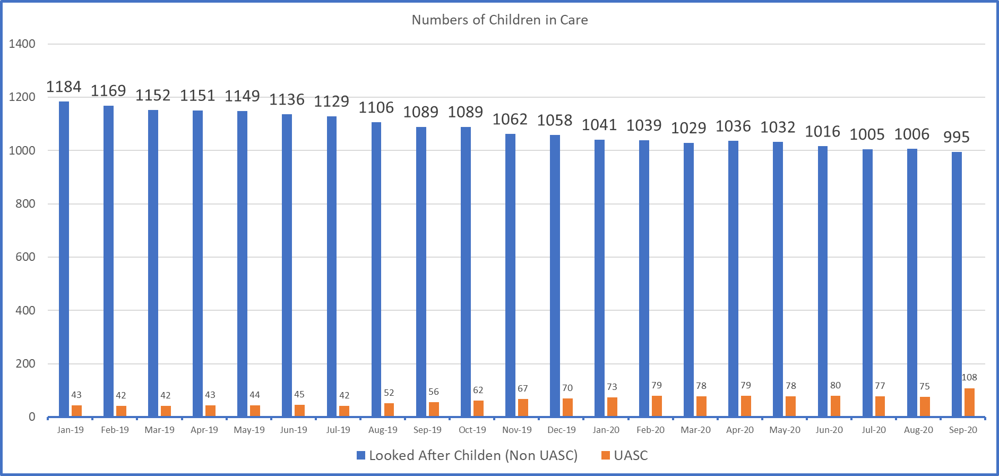 Numbers of Children in Care
1400
1200
1000
800
600
400
200
0
1184 1169 1152 1151 1149 1136 1129 1106 1089 1089 1062 1058 1041 1039 1029 1036 1032 1016 1005 1006 995
43 42 42 43 44 45 42 52 56 62 67 70 73 79 78 79 78 80 77 75 108
Jan-19 Feb-19 Mar-19 Apr-19 May-19 Jun-19 Jul-19 Aug-19 Sep-19 Oct-19 Nov-19 Dec-19 Jan-20 Feb-20 Mar-20 Apr-20 May-20 Jun-20 Jul-20 Aug-20 Sep-20
Looked After Childen (Non UASC) UASC